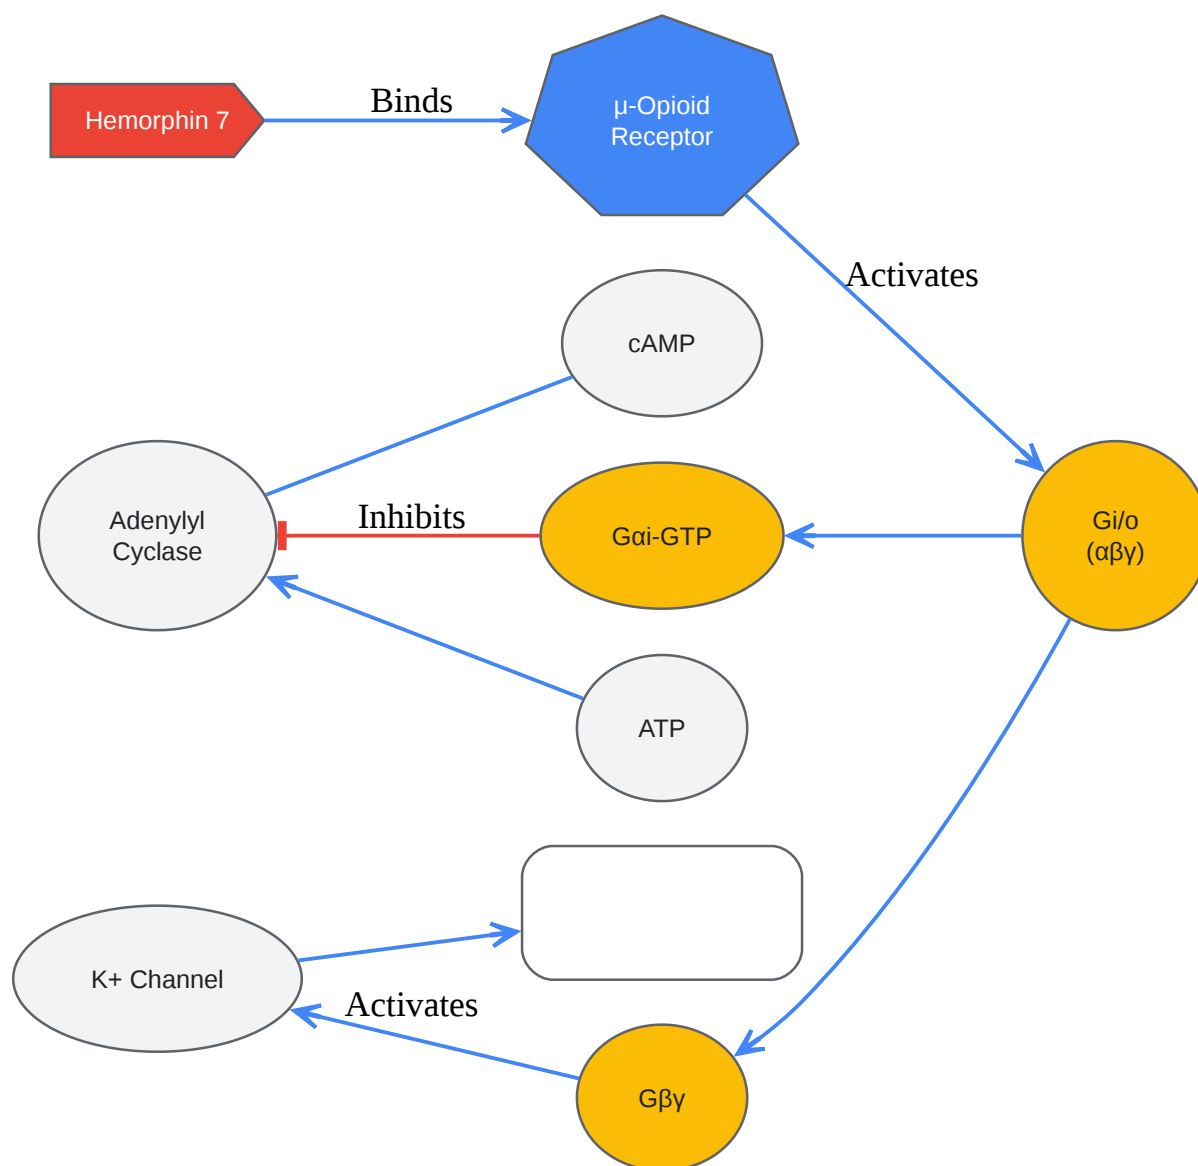 Hemorphin 7
Binds
μ-Opioid
Receptor
Activates
cAMP
Adenylyl
Cyclase
Inhibits
Gαi-GTP
Gi/o
(αβγ)
ATP
K+ Channel
Activates
Gβγ